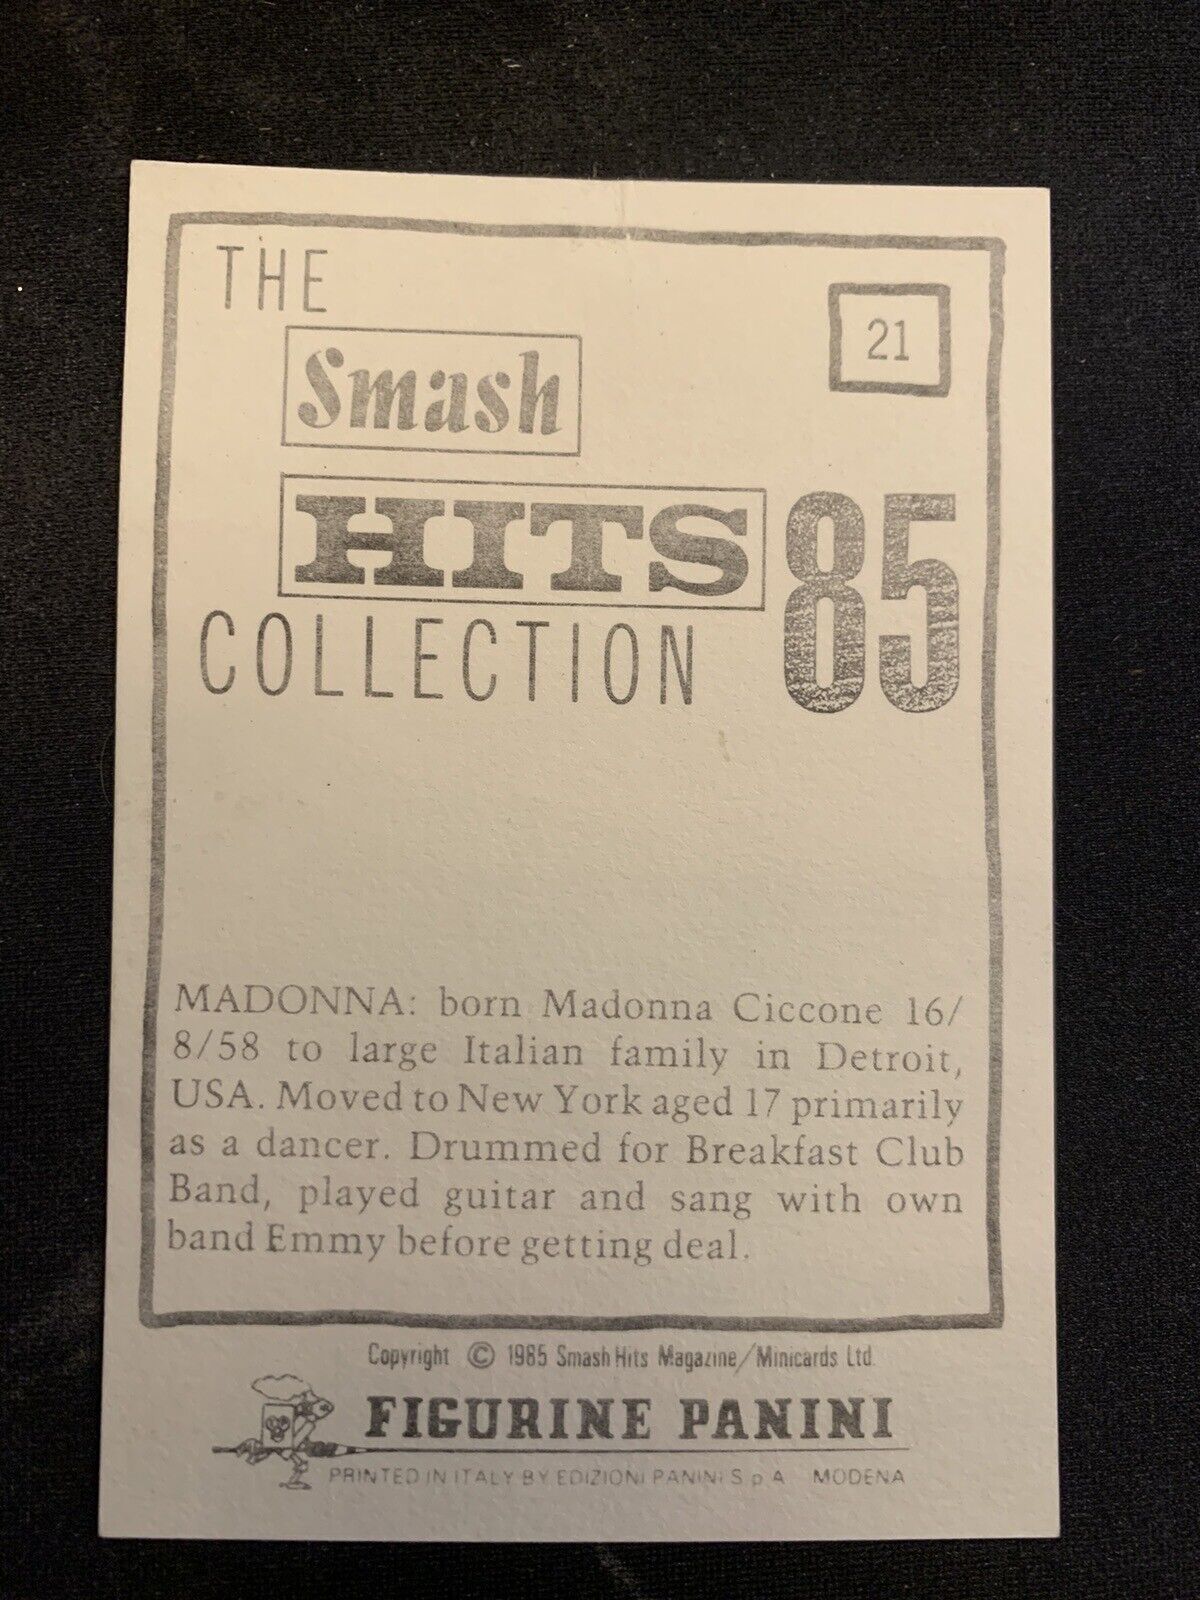 THE
21
Smash
HITS 85
COLLECTION
MADONNA: born Madonna Ciccone 16/
8/58 to large Italian family in Detroit,
USA. Moved to New York aged 17 primarily
as a dancer. Drummed for Breakfast Club
Band, played guitar and sang with own
band Emmy before getting deal.
Copyright © 1985 Smash Hits Magazine/Minicards Ltd.
FIGURINE PANINI
PRINTED IN ITALY BY EDIZIONI PANINI S.p.A. MODENA